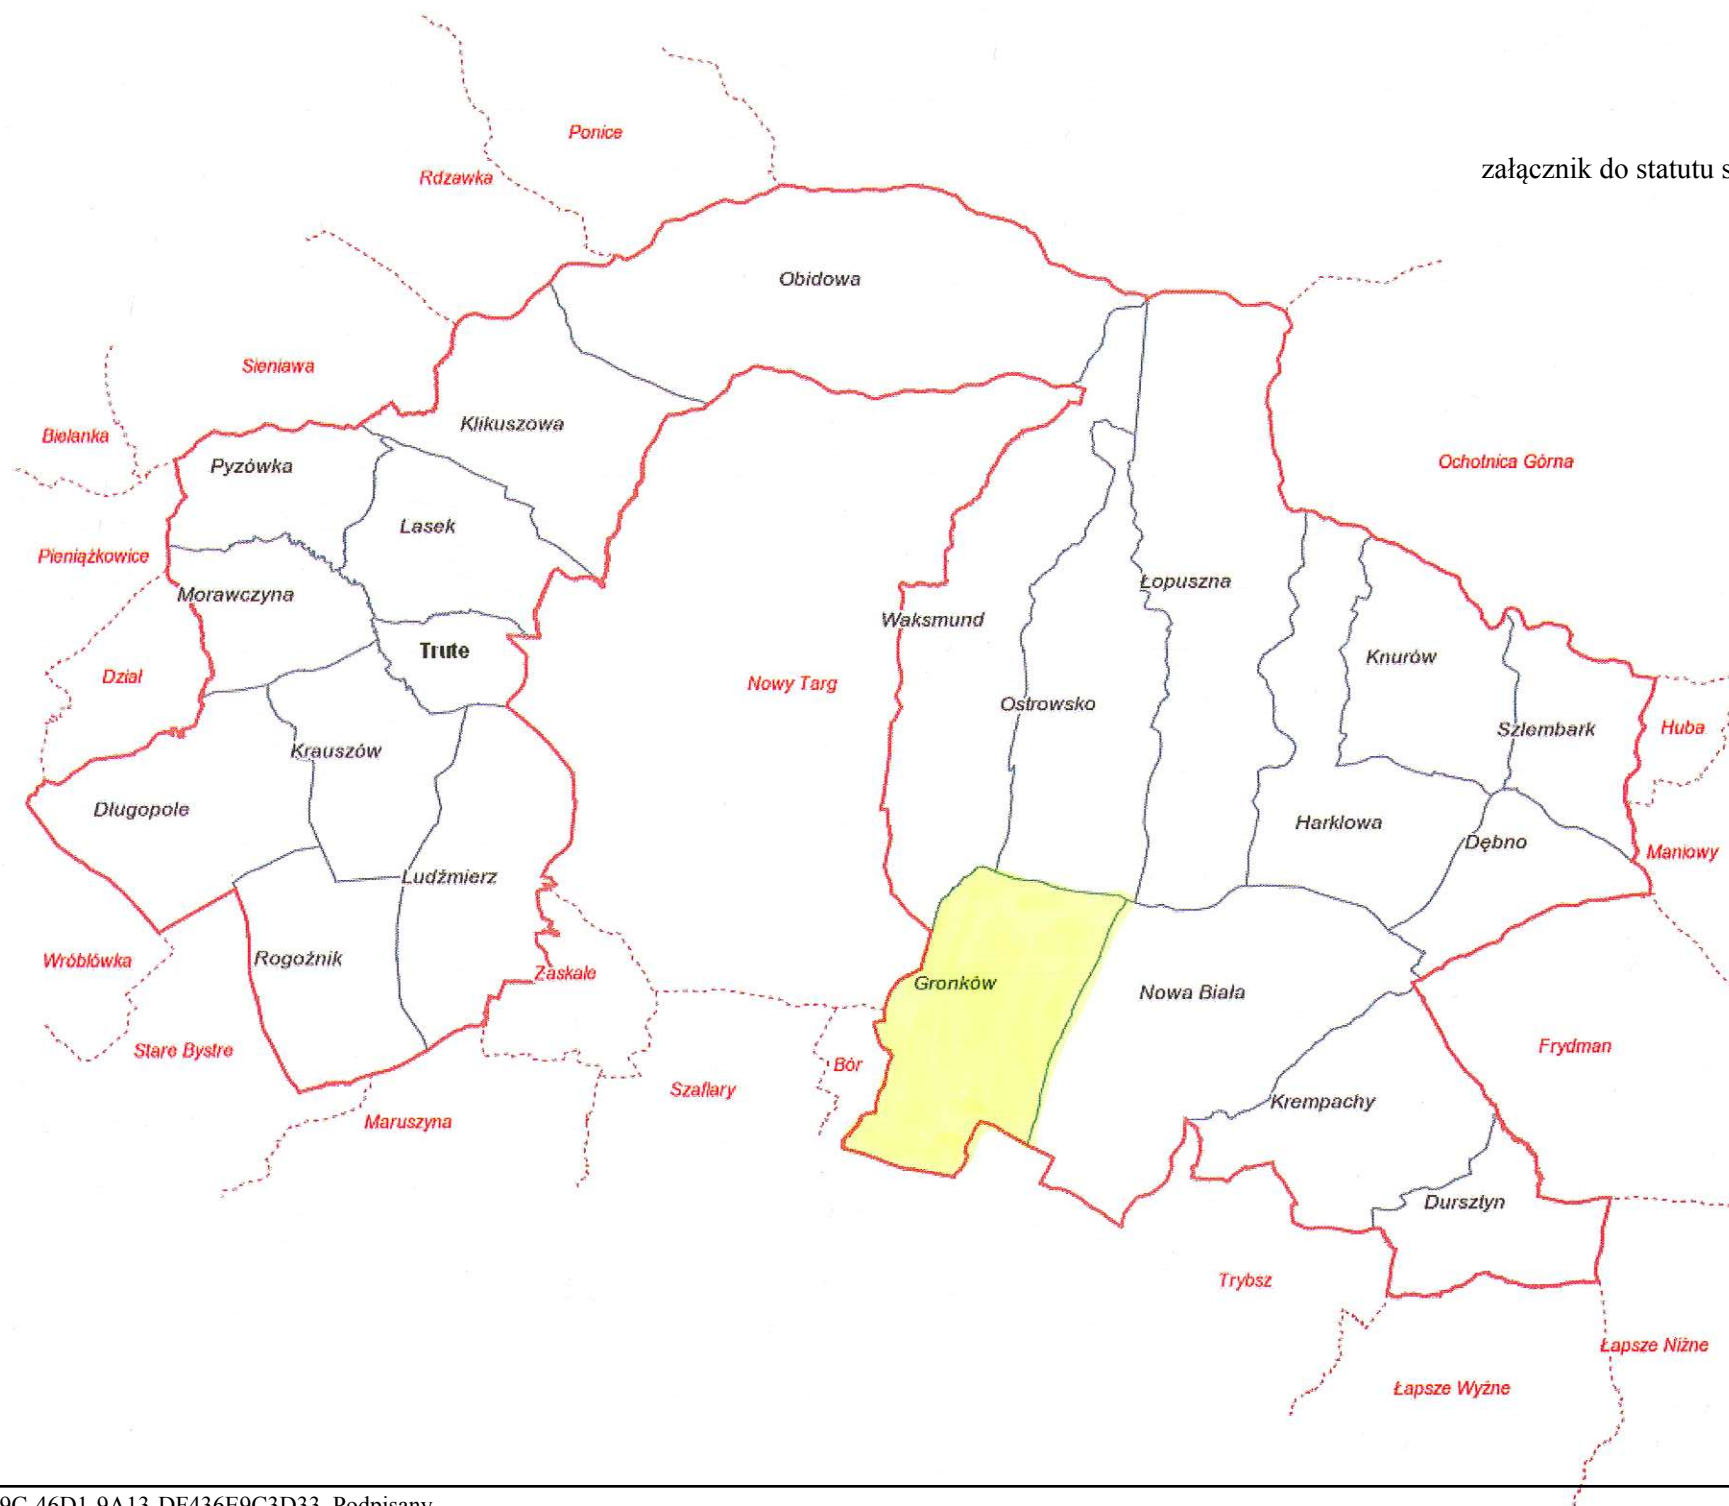 Ponice
załącznik do statutu s
Rdzawka
Obidowa
Sieniawa
Klikuszowa
Bielanka
Pyzówka
Ochotnica Górna
Lasek
Pieniążkowice
Morawczyna
Łopuszna
Waksmund
Trute
Knurów
Dział
Nowy Targ
Ostrowsko
Szlembark
Huba
Krauszów
Długopole
Harklowa
Dębno
Maniowy
Ludźmierz
Wróblówka
Rogoźnik
Zaskale
Gronków
Nowa Biała
Stare Bystre
Bór
Frydman
Szaflary
Krempachy
Maruszyna
Dursztyn
Trybsz
Łapsze Niżne
Łapsze Wyżne
9C-46D1-9A13-DF436E9C3D33. Podpisany